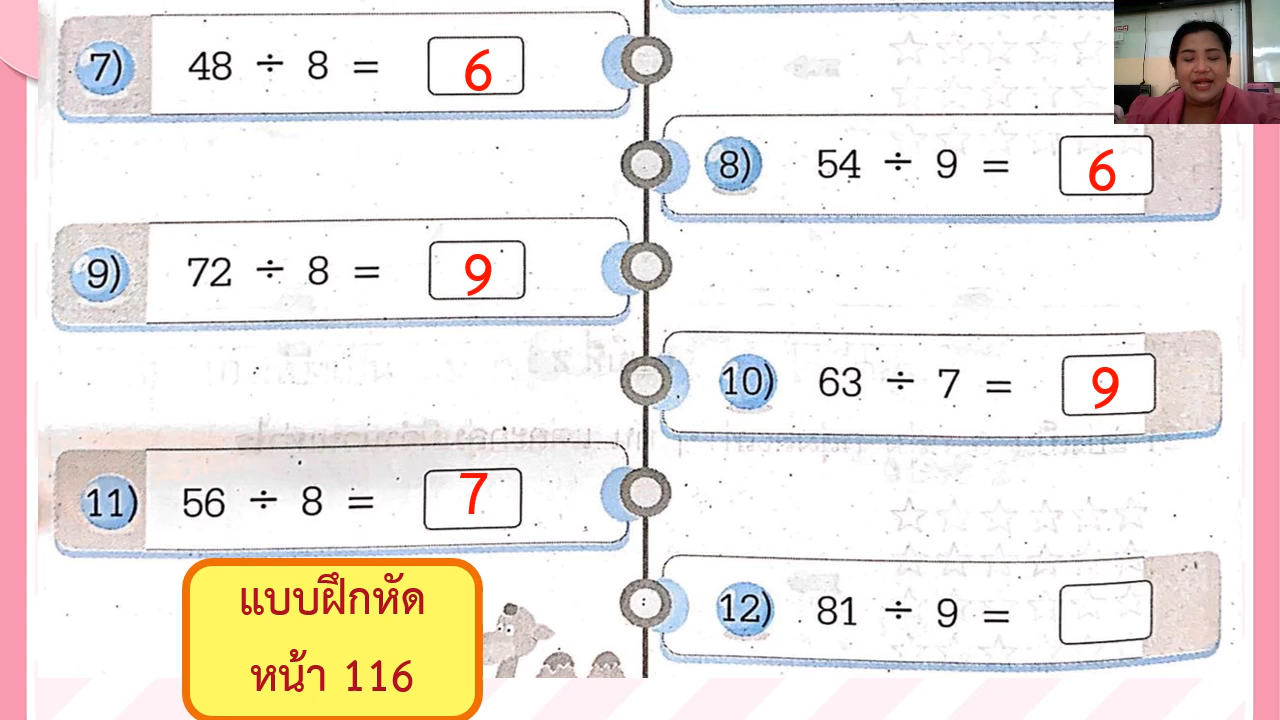 7) 48 ÷ 8 = 6
8) 54 ÷ 9 = 6
9) 72 ÷ 8 = 9
10) 63 ÷ 7 = 9
11) 56 ÷ 8 = 7
12) 81 ÷ 9 =
แบบฝึกหัด
หน้า 116